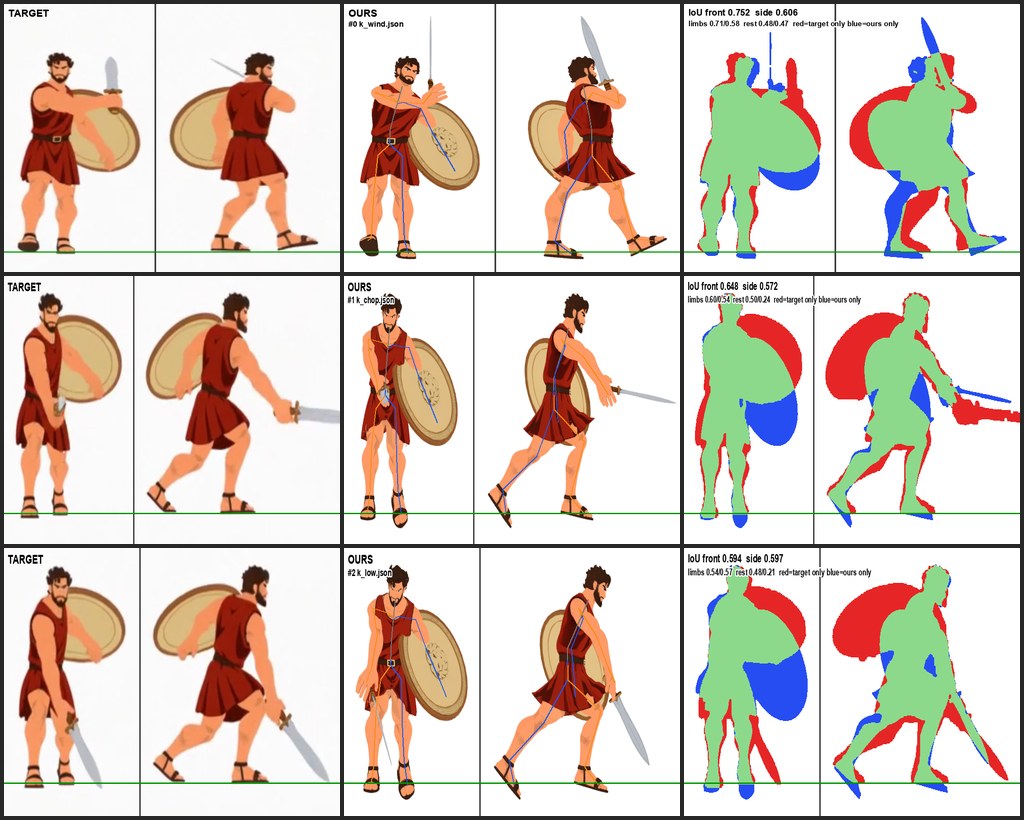 TARGET
OURS
#0 k_wind.json
IoU front 0.752 side 0.606
limbs 0.71/0.58 rest 0.48/0.47 red=target only blue=ours only
TARGET
OURS
#1 k_chop.json
IoU front 0.648 side 0.572
limbs 0.60/0.54 rest 0.50/0.24 red=target only blue=ours only
TARGET
OURS
#2 k_low.json
IoU front 0.594 side 0.597
limbs 0.54/0.57 rest 0.48/0.21 red=target only blue=ours only